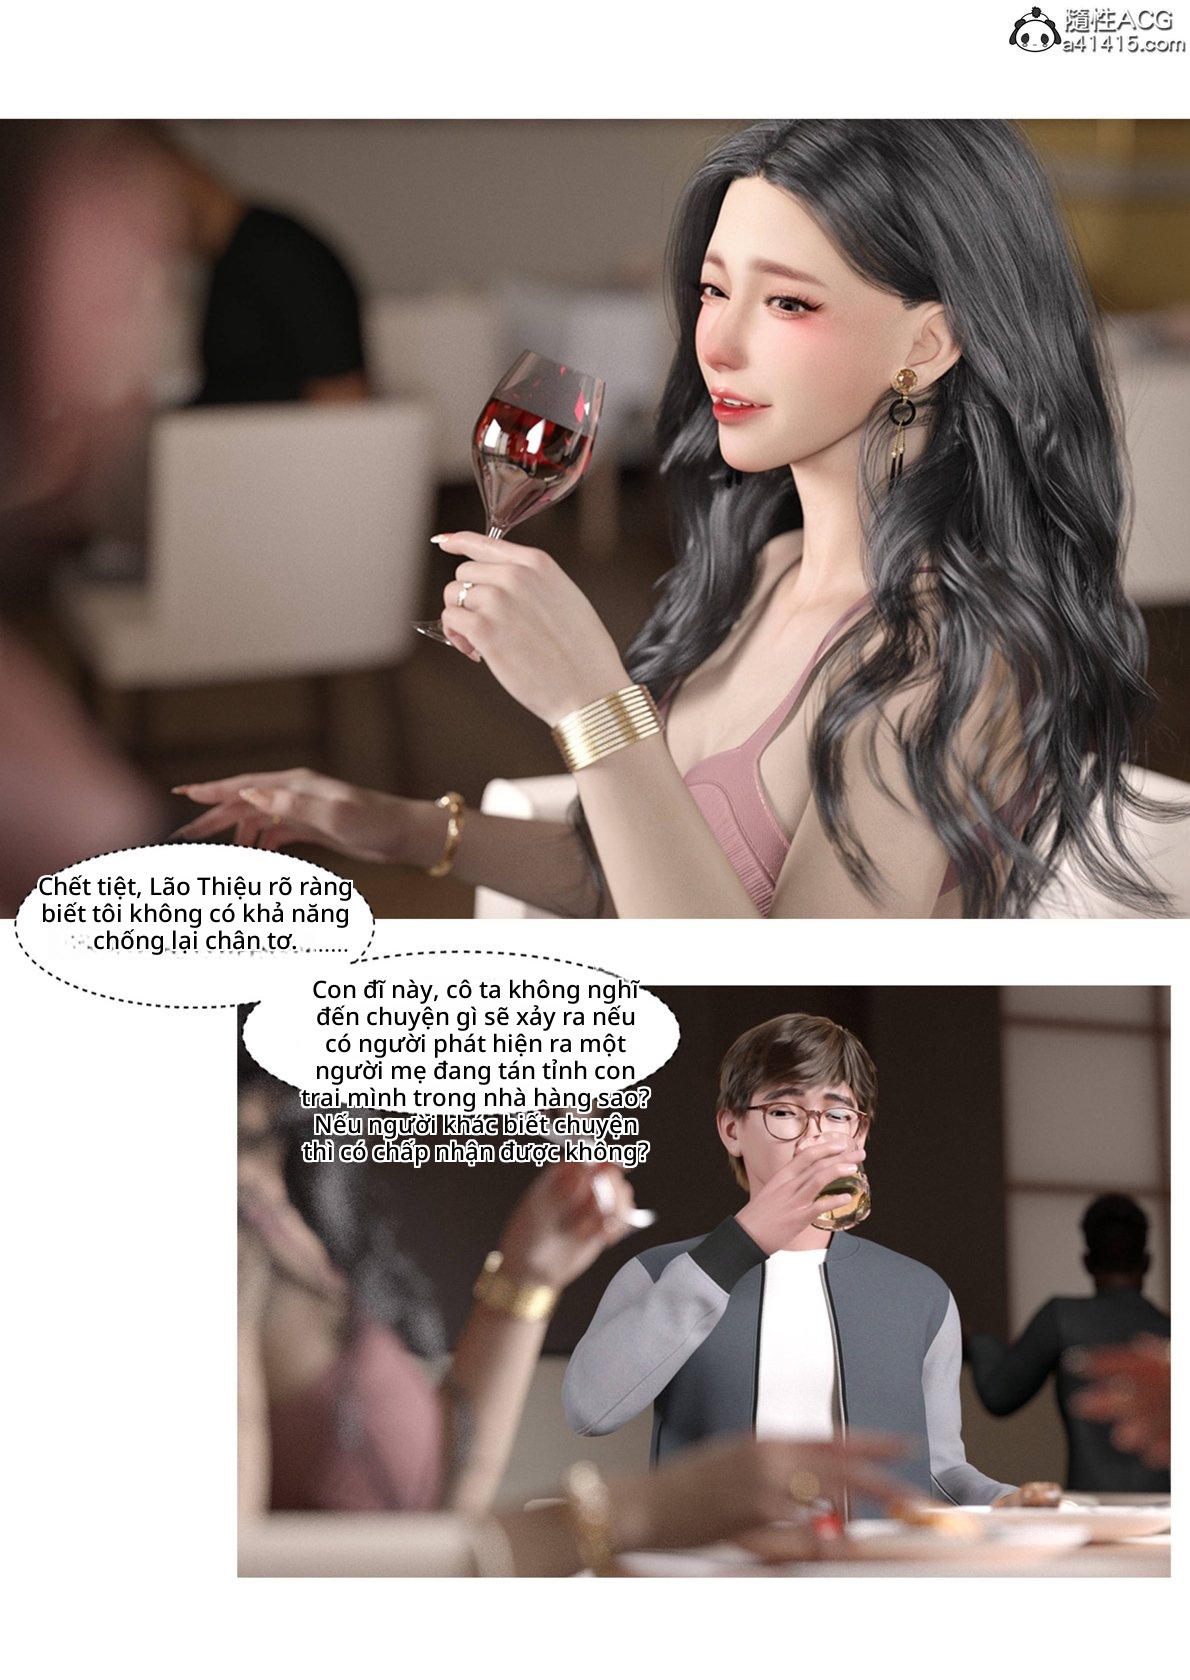 隨性ACG
a41415.com
Chết tiệt, Lão Thiệu rõ ràng
biết tôi không có khả năng
chống lại chân tơ. ......
Con đĩ này, cô ta không nghĩ
đến chuyện gì sẽ xảy ra nếu
có người phát hiện ra một
người mẹ đang tán tỉnh con
trai mình trong nhà hàng sao?
Nếu người khác biết chuyện
thì có chấp nhận được không?